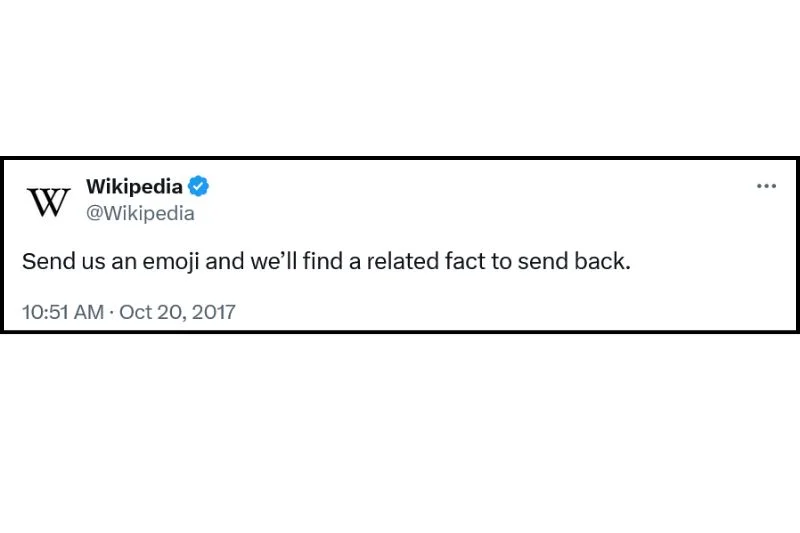 W
Wikipedia
@Wikipedia
Send us an emoji and we’ll find a related fact to send back.
10:51 AM · Oct 20, 2017